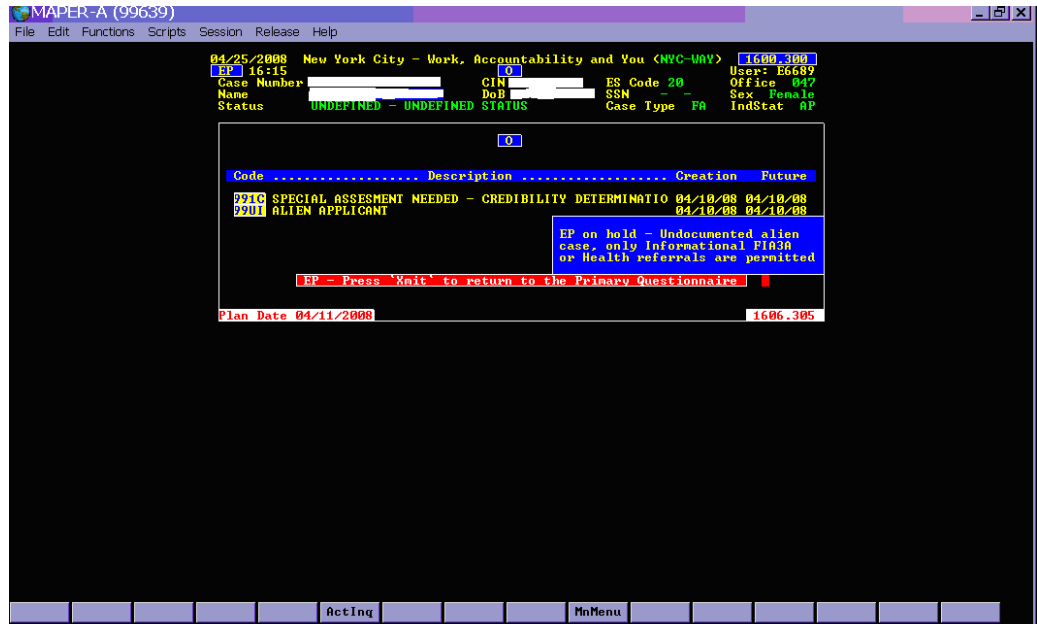 MAPER-A (99639)
File Edit Functions Scripts Session Release Help
04/25/2008 New York City - Work, Accountability and You (NYC-WAY) 1600.300
EP 16:15 O User: E6689
Case Number CIN ES Code 20 Office 047
Name DoB SSN - - Sex Female
Status UNDEFINED - UNDEFINED STATUS Case Type FA IndStat AP
O
Code ................... Description ................... Creation Future
991C SPECIAL ASSESMENT NEEDED - CREDIBILITY DETERMINATIO 04/10/08 04/10/08
99UI ALIEN APPLICANT 04/10/08 04/10/08
EP on hold - Undocumented alien
case, only Informational FIA3A
or Health referrals are permitted
EP - Press `Xmit` to return to the Primary Questionnaire
Plan Date 04/11/2008 1606.305
ActInq MnMenu